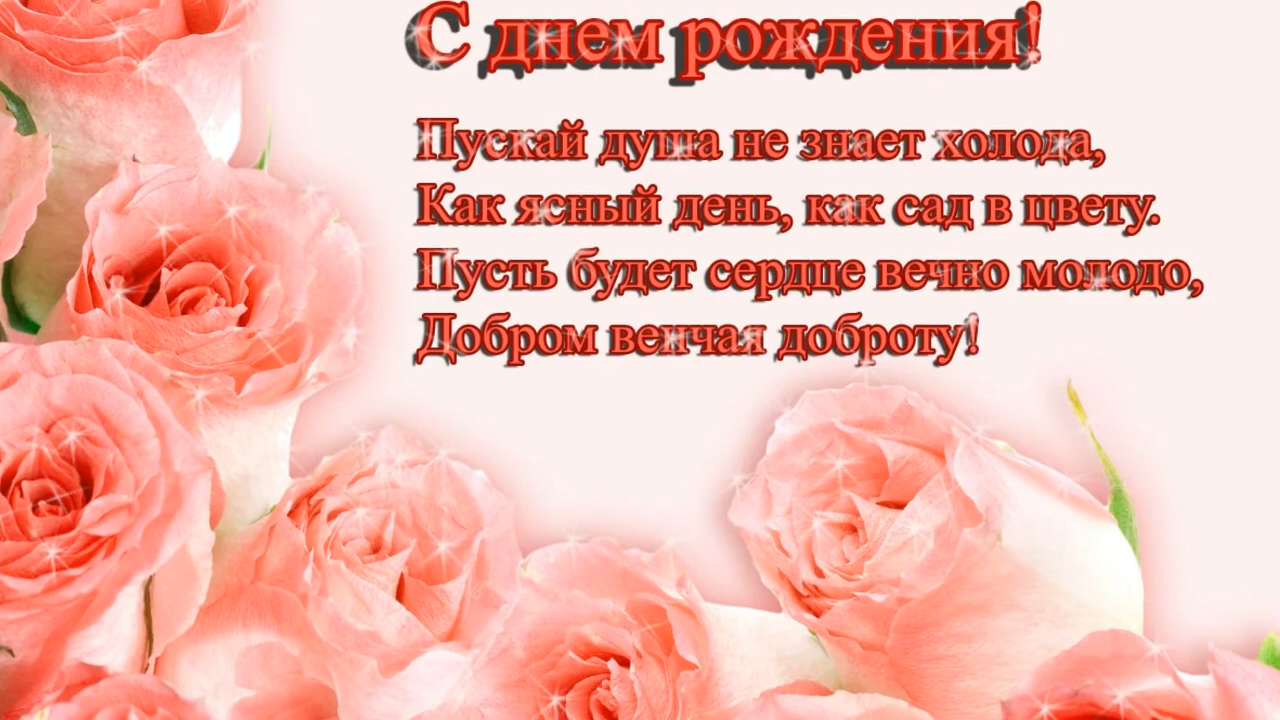 С днем рождения!
Пускай душа не знает холода,
Как ясный день, как сад в цвету.
Пусть будет сердце вечно молодо,
Добром венчая доброту!